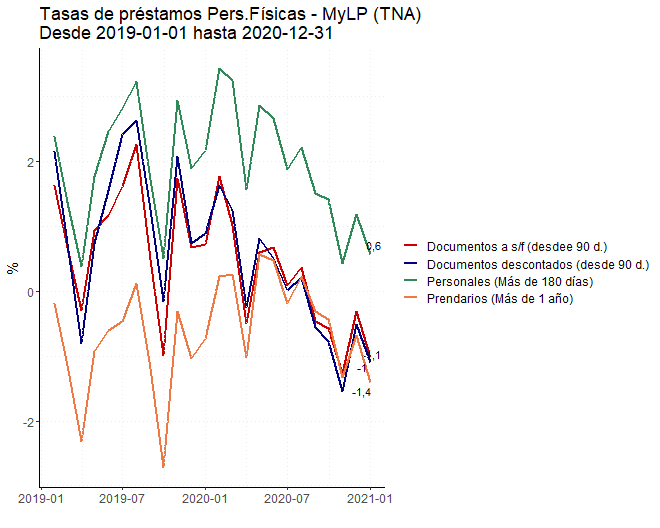 Tasas de préstamos Pers.Físicas - MyLP (TNA)
Desde 2019-01-01 hasta 2020-12-31
%
2
0
-2
0,6
-1,1
-1
-1,4
2019-01
2019-07
2020-01
2020-07
2021-01
Documentos a s/f (desdee 90 d.)
Documentos descontados (desde 90 d.)
Personales (Más de 180 días)
Prendarios (Más de 1 año)